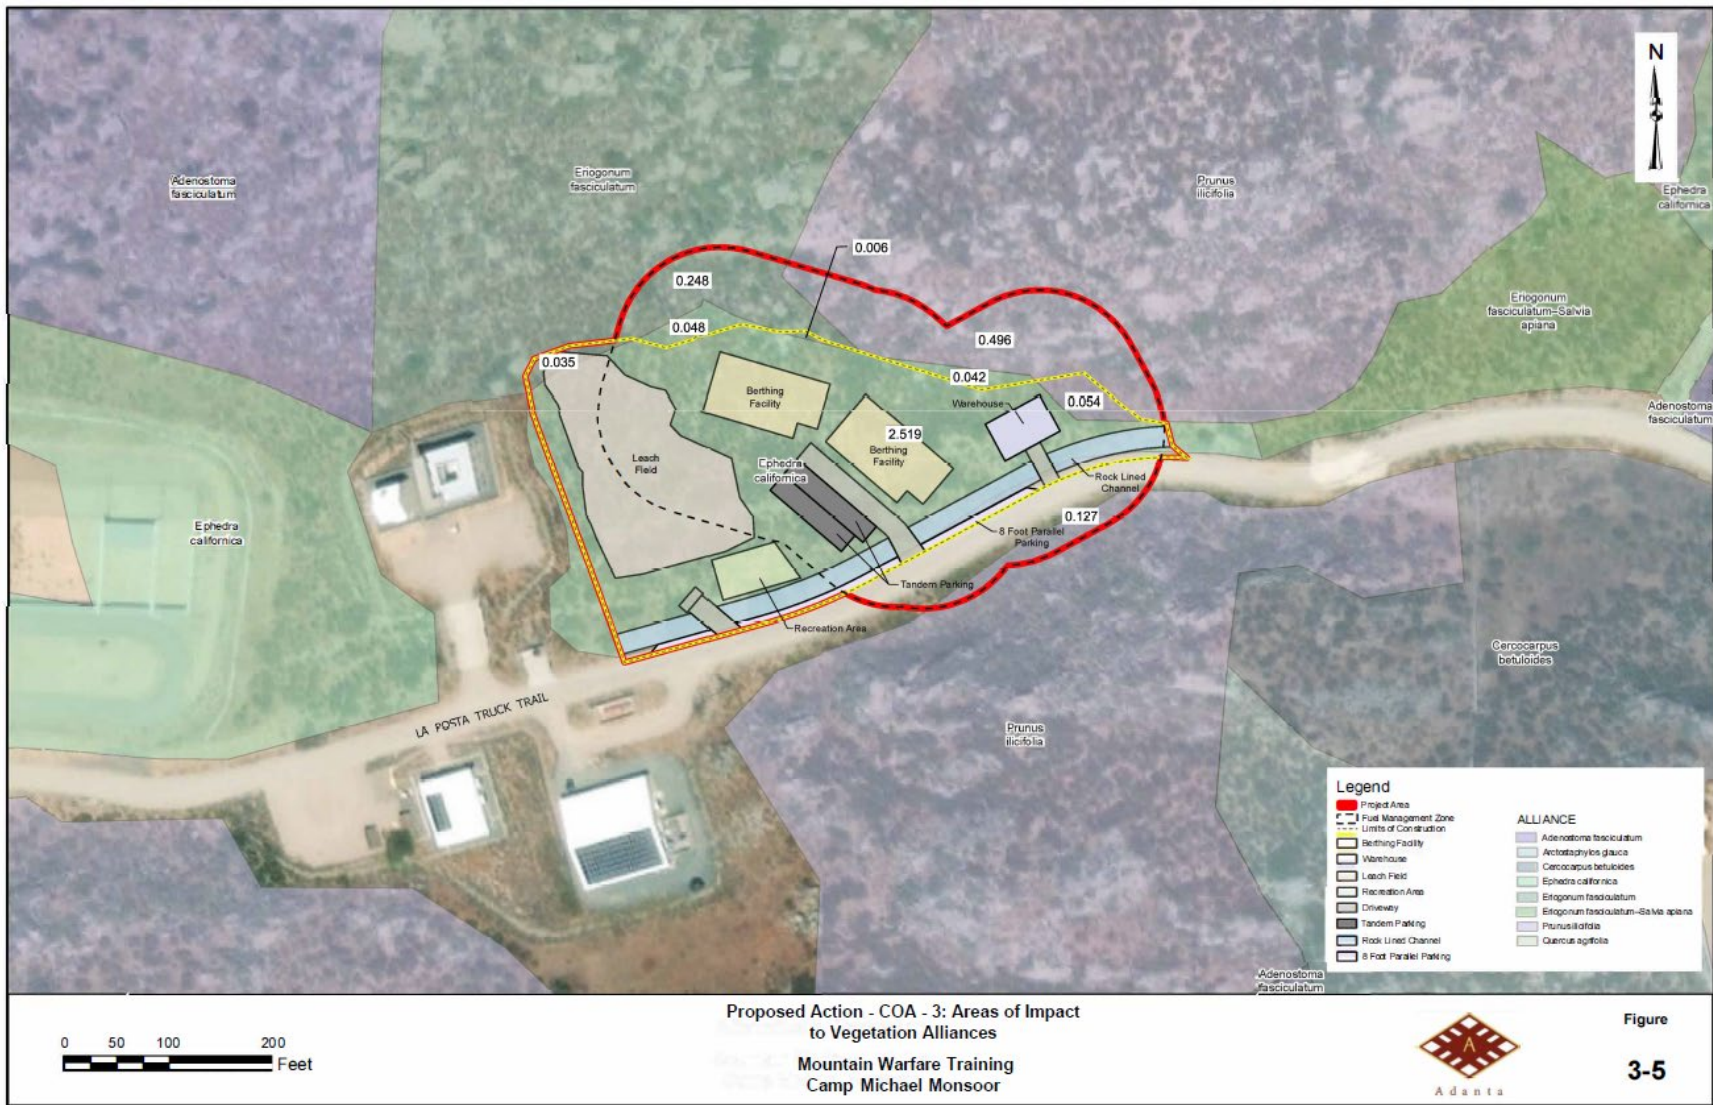 N
Adenostoma
fasciculatum
Eriogonum
fasciculatum
Prunus
ilicifolia
Ephedra
californica
0.006
0.248
Eriogonum
fasciculatum–Salvia
apiana
0.048
0.496
0.035
0.042
Berthing
Facility
Warehouse
0.054
Adenostoma
fasciculatum
2.519
Berthing
Facility
Leach
Field
Ephedra
californica
Rock Lined
Channel
0.127
Ephedra
californica
8 Foot Parallel
Parking
Tandem Parking
Recreation Area
Cercocarpus
betuloides
LA POSTA TRUCK TRAIL
Prunus
ilicifolia
Adenostoma
fasciculatum
Legend
Project Area
Fuel Management Zone
Limits of Construction
Berthing Facility
Warehouse
Leach Field
Recreation Area
Driveway
Tandem Parking
Rock Lined Channel
8 Foot Parallel Parking
ALLIANCE
Adenostoma fasciculatum
Arctostaphylos glauca
Cercocarpus betuloides
Ephedra californica
Eriogonum fasciculatum
Eriogonum fasciculatum–Salvia apiana
Prunus ilicifolia
Quercus agrifolia
0 50 100 200
Feet
Proposed Action - COA - 3: Areas of Impact
to Vegetation Alliances
Mountain Warfare Training
Camp Michael Monsoor
A
Adanta
Figure
3-5